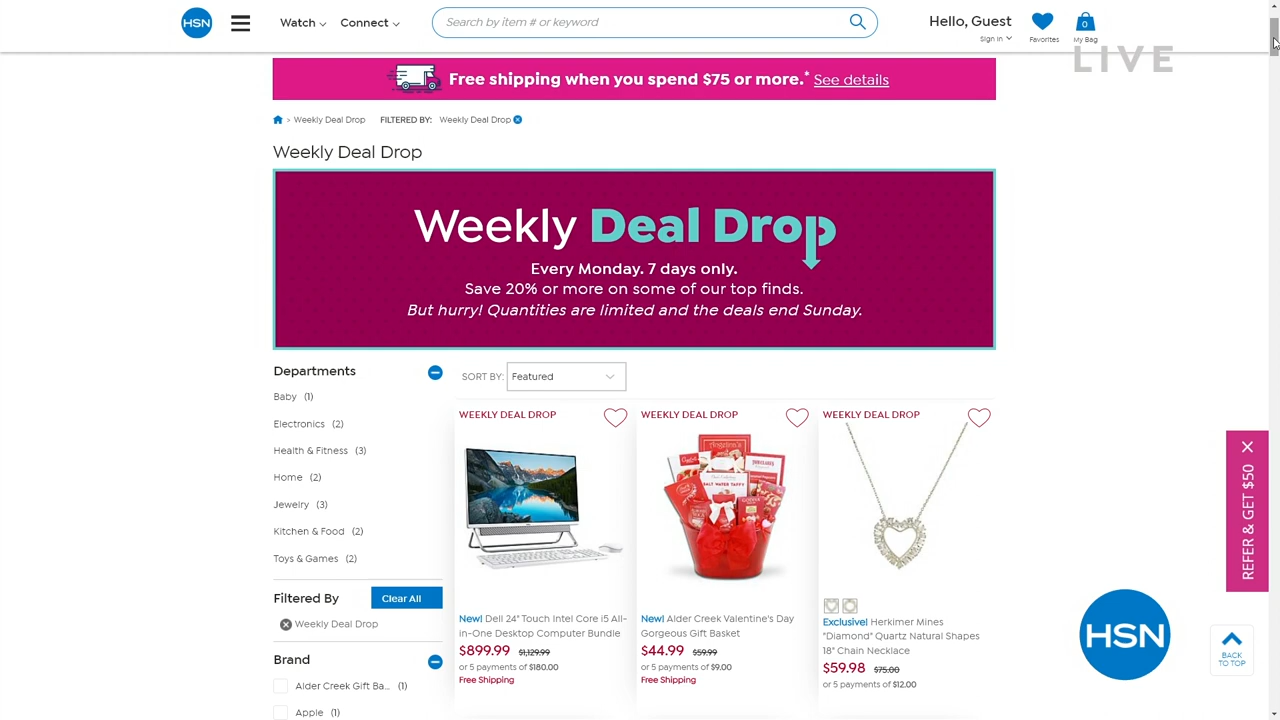 HSN
Watch
Connect
Search by item # or keyword
Hello, Guest
Sign In
Favorites
0
My Bag
LIVE
Free shipping when you spend $75 or more.* See details
> Weekly Deal Drop FILTERED BY: Weekly Deal Drop
Weekly Deal Drop
Weekly Deal Drop
Every Monday. 7 days only.
Save 20% or more on some of our top finds.
But hurry! Quantities are limited and the deals end Sunday.
Departments
Baby (1)
Electronics (2)
Health & Fitness (3)
Home (2)
Jewelry (3)
Kitchen & Food (2)
Toys & Games (2)
Filtered By
Clear All
Weekly Deal Drop
Brand
Alder Creek Gift Ba... (1)
Apple (1)
SORT BY: Featured
WEEKLY DEAL DROP
New! Dell 24" Touch Intel Core i5 All-
in-One Desktop Computer Bundle
$899.99 $1,129.99
or 5 payments of $180.00
Free Shipping
WEEKLY DEAL DROP
SALT WATER TAFFY
New! Alder Creek Valentine's Day
Gorgeous Gift Basket
$44.99 $59.99
or 5 payments of $9.00
Free Shipping
WEEKLY DEAL DROP
Exclusive! Herkimer Mines
"Diamond" Quartz Natural Shapes
18" Chain Necklace
$59.98 $75.00
or 5 payments of $12.00
REFER & GET $50
HSN
BACK
TO TOP